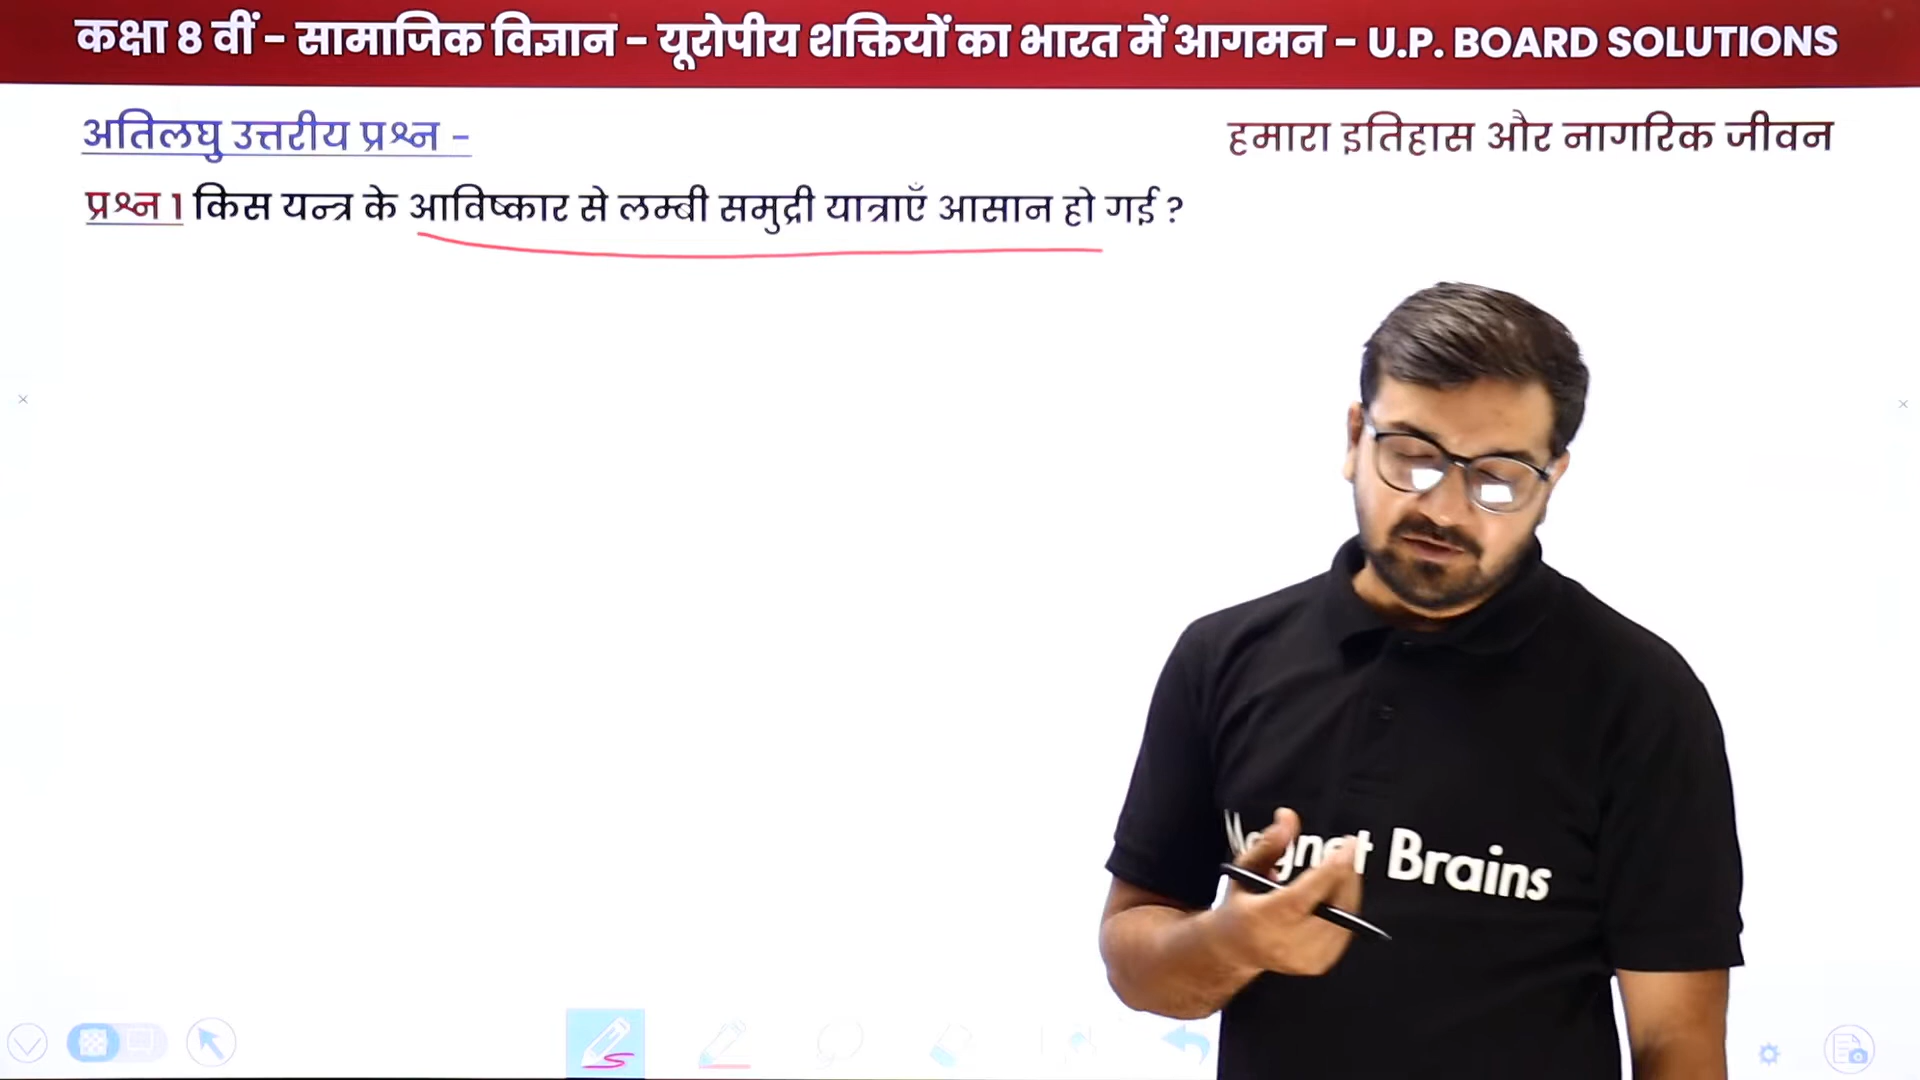 कक्षा 8 वीं – सामाजिक विज्ञान – यूरोपीय शक्तियों का भारत में आगमन – U.P. BOARD SOLUTIONS
अतिलघु उत्तरीय प्रश्न –
हमारा इतिहास और नागरिक जीवन
प्रश्न 1 किस यन्त्र के आविष्कार से लम्बी समुद्री यात्राएँ आसान हो गई ?
Magnet Brains